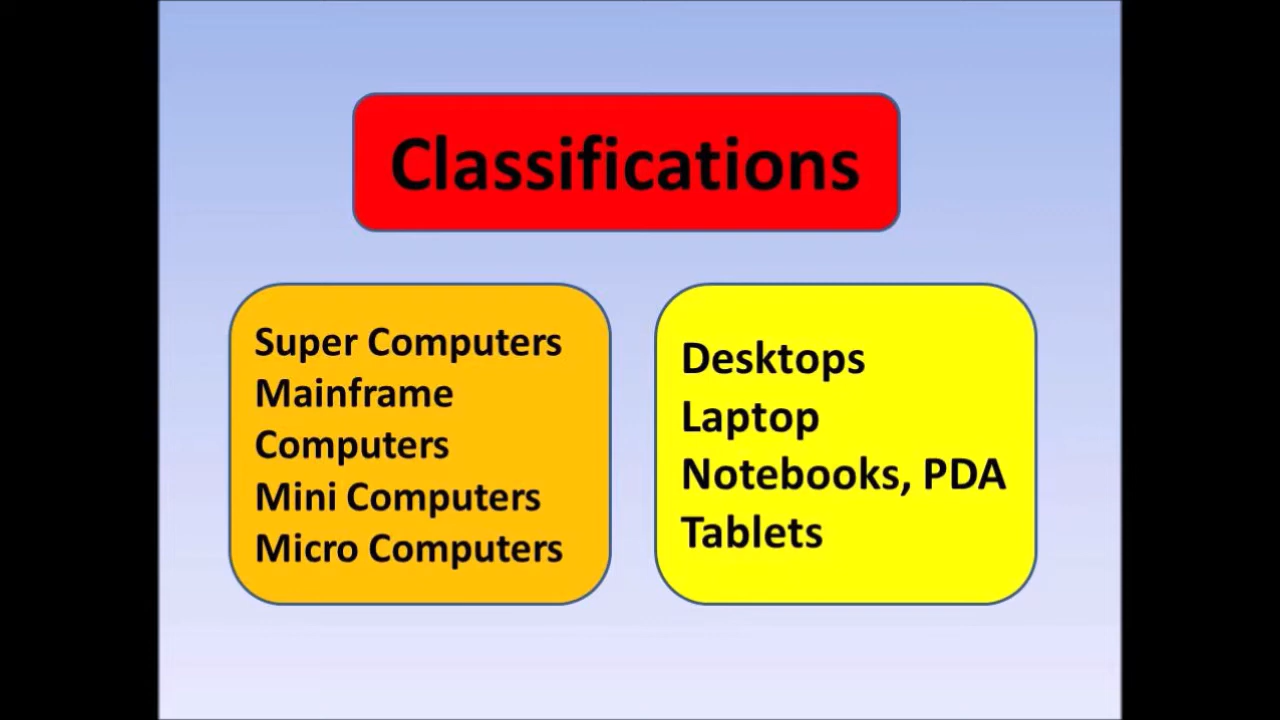 Classifications
Super Computers
Mainframe
Computers
Mini Computers
Micro Computers
Desktops
Laptop
Notebooks, PDA
Tablets